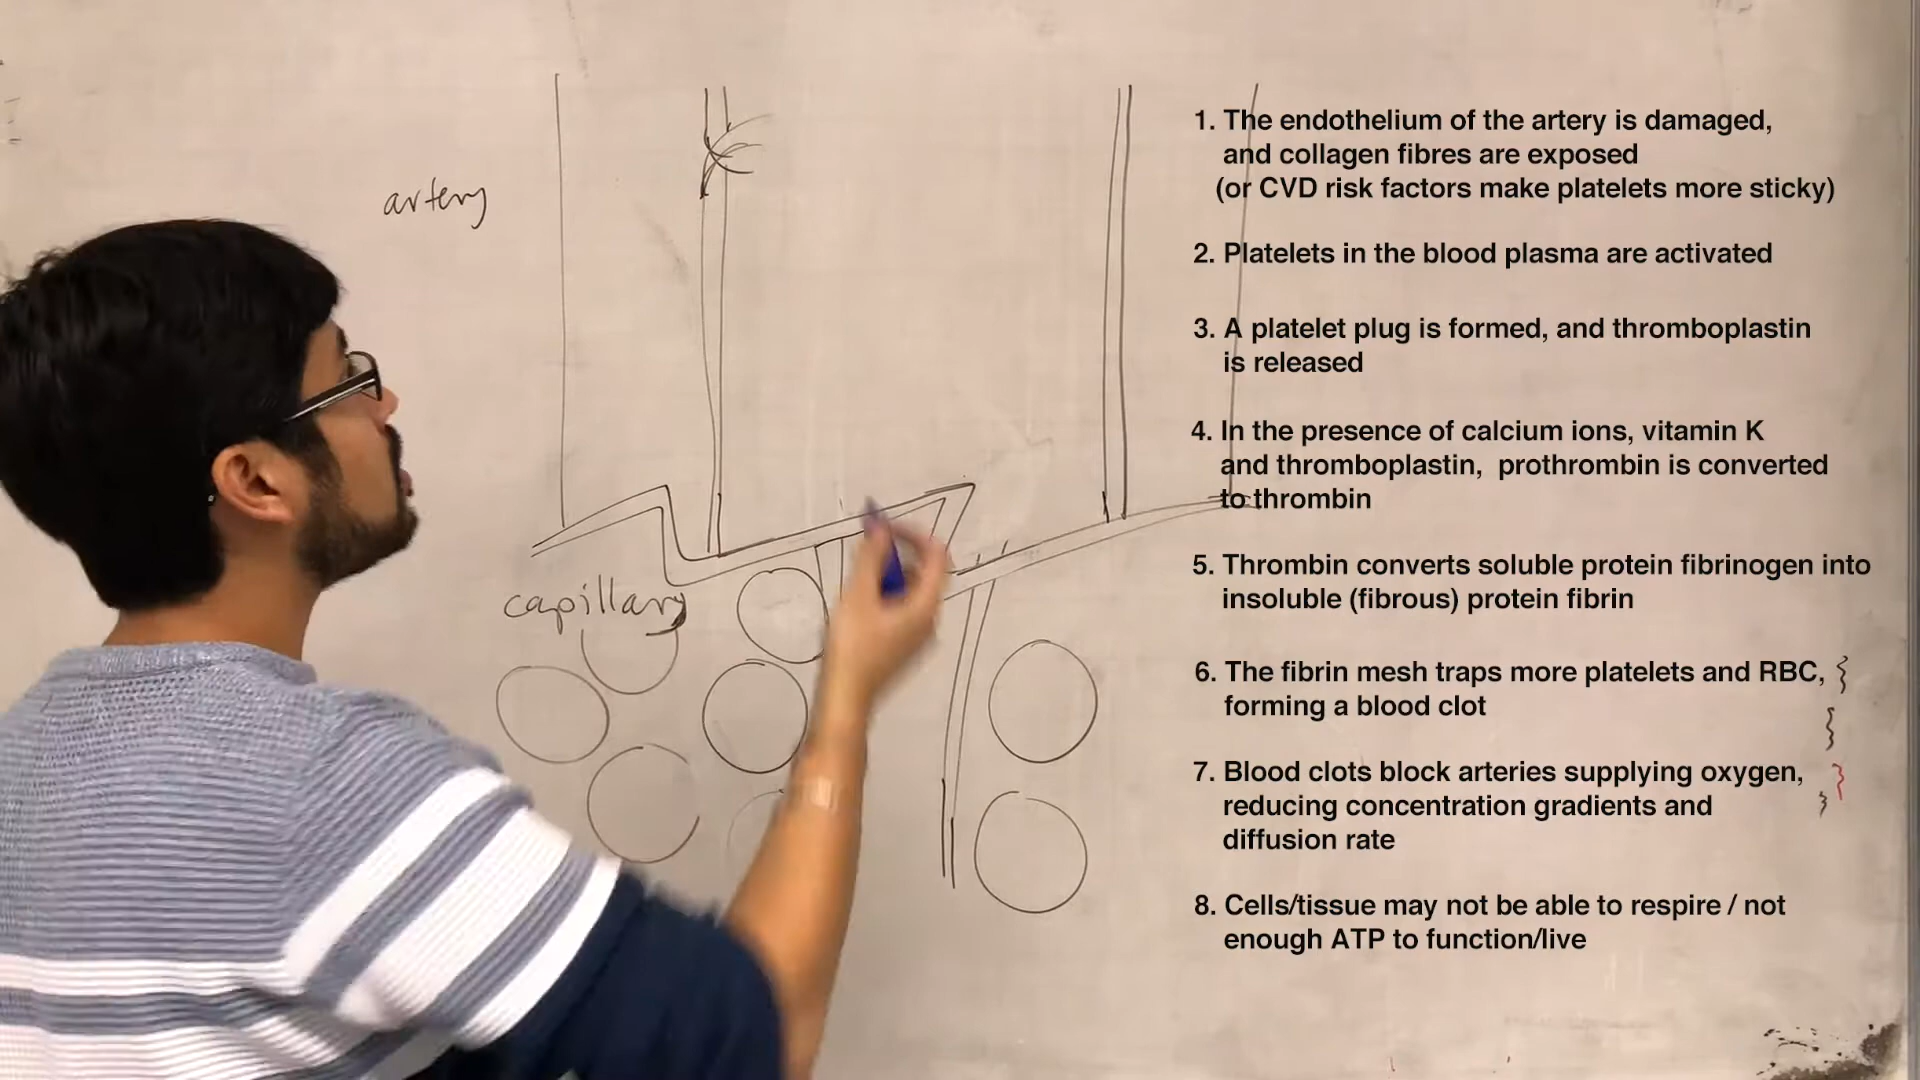 artery
capillary
1. The endothelium of the artery is damaged,
and collagen fibres are exposed
(or CVD risk factors make platelets more sticky)
2. Platelets in the blood plasma are activated
3. A platelet plug is formed, and thromboplastin
is released
4. In the presence of calcium ions, vitamin K
and thromboplastin, prothrombin is converted
to thrombin
5. Thrombin converts soluble protein fibrinogen into
insoluble (fibrous) protein fibrin
6. The fibrin mesh traps more platelets and RBC,
forming a blood clot
7. Blood clots block arteries supplying oxygen,
reducing concentration gradients and
diffusion rate
8. Cells/tissue may not be able to respire / not
enough ATP to function/live